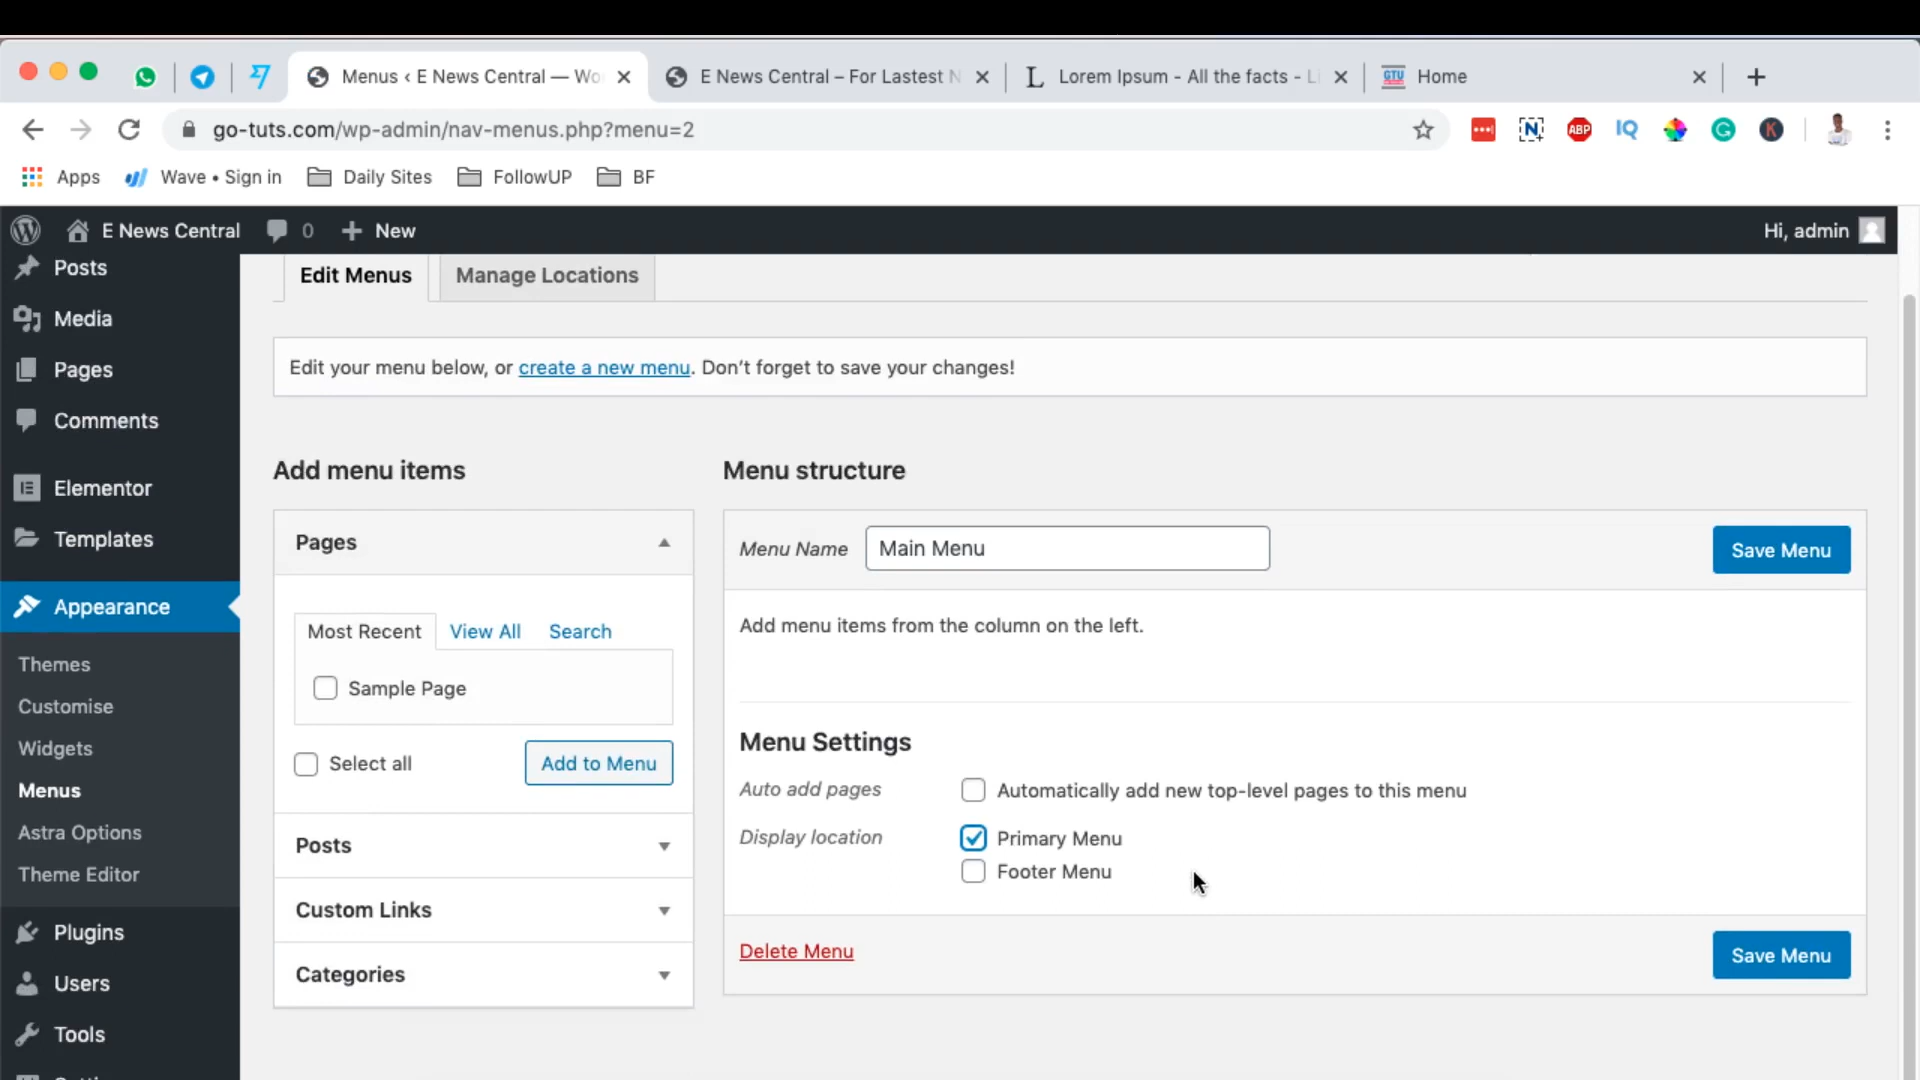 Menus ‹ E News Central — Wo
E News Central – For Lastest N
Lorem Ipsum - All the facts - Li
GTU
Home
go-tuts.com/wp-admin/nav-menus.php?menu=2
ABP
IQ
Apps
Wave • Sign in
Daily Sites
FollowUP
BF
E News Central
0
New
Hi, admin
Posts
Media
Pages
Comments
Elementor
Templates
Appearance
Themes
Customise
Widgets
Menus
Astra Options
Theme Editor
Plugins
Users
Tools
Edit Menus
Manage Locations
Edit your menu below, or create a new menu. Don’t forget to save your changes!
Add menu items
Pages
Most Recent
View All
Search
Sample Page
Select all
Add to Menu
Posts
Custom Links
Categories
Menu structure
Menu Name
Main Menu
Save Menu
Add menu items from the column on the left.
Menu Settings
Auto add pages
Automatically add new top-level pages to this menu
Display location
Primary Menu
Footer Menu
Delete Menu
Save Menu